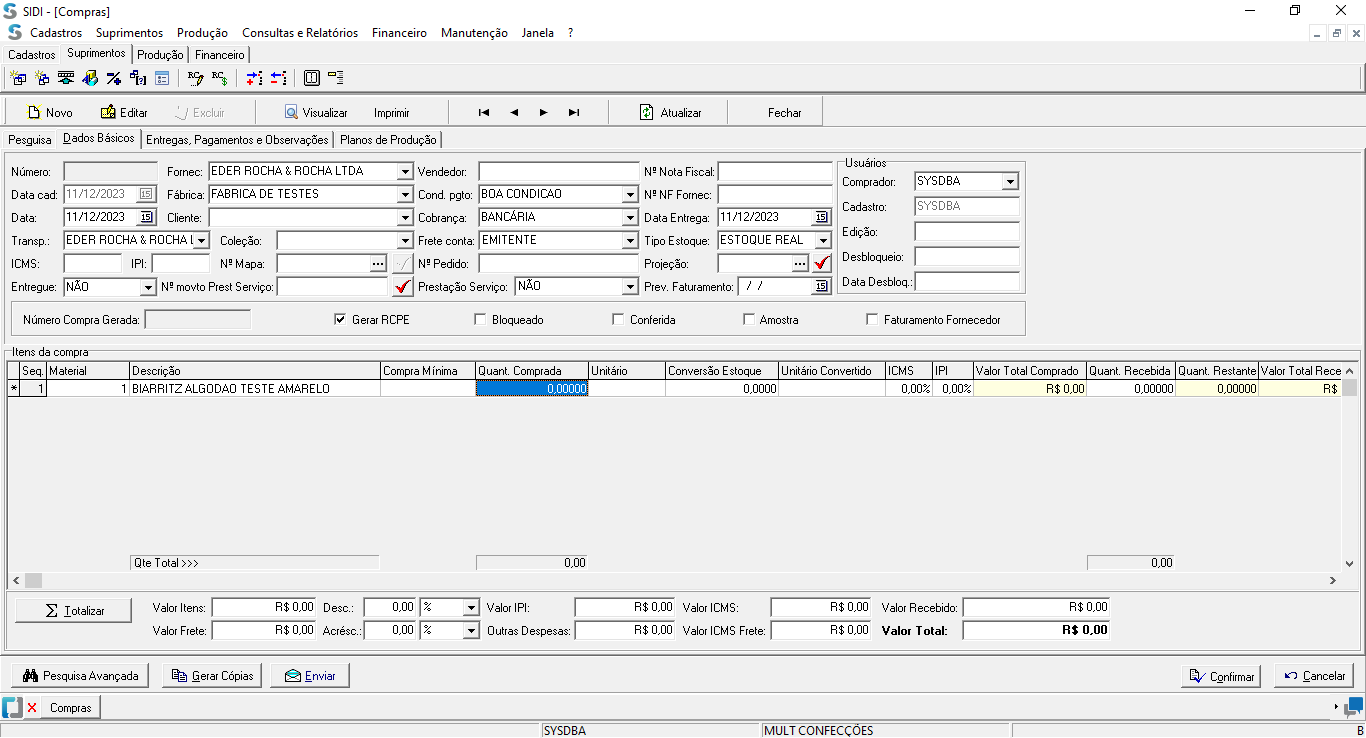 SIDI - [Compras]
Cadastros Suprimentos Produção Consultas e Relatórios Financeiro Manutenção Janela ?
Cadastros Suprimentos Produção Financeiro
Novo Editar Excluir Visualizar Imprimir Atualizar Fechar
Pesquisa Dados Básicos Entregas, Pagamentos e Observações Planos de Produção
Usuários
Número: Fornec: EDER ROCHA & ROCHA LTDA Vendedor: Nº Nota Fiscal:
Comprador: SYSDBA
Data cad: 11/12/2023 15 Fábrica: FABRICA DE TESTES Cond. pgto: BOA CONDICAO Nº NF Fornec:
Cadastro: SYSDBA
Data: 11/12/2023 15 Cliente: Cobrança: BANCÁRIA Data Entrega: 11/12/2023 15
Edição:
Transp.: EDER ROCHA & ROCHA L Coleção: Frete conta: EMITENTE Tipo Estoque: ESTOQUE REAL
Desbloqueio:
ICMS: IPI: Nº Mapa: ... Nº Pedido: Projeção: ...
Data Desbloq.:
Entregue: NÃO Nº movto Prest Serviço: Prestação Serviço: NÃO Prev. Faturamento: / / 15
Número Compra Gerada: Gerar RCPE Bloqueado Conferida Amostra Faturamento Fornecedor
Itens da compra
Seq. Material Descrição Compra Mínima Quant. Comprada Unitário Conversão Estoque Unitário Convertido ICMS IPI Valor Total Comprado Quant. Recebida Quant. Restante Valor Total Rece
* 1 1 BIARRITZ ALGODAO TESTE AMARELO 0,00000 0,0000 0,00% 0,00% R$ 0,00 0,00000 0,00000 R$
Qte Total >>> 0,00 0,00
Σ Totalizar Valor Itens: R$ 0,00 Desc.: 0,00 % Valor IPI: R$ 0,00 Valor ICMS: R$ 0,00 Valor Recebido: R$ 0,00
Valor Frete: R$ 0,00 Acrésc.: 0,00 % Outras Despesas: R$ 0,00 Valor ICMS Frete: R$ 0,00 Valor Total: R$ 0,00
Pesquisa Avançada Gerar Cópias Enviar Confirmar Cancelar
Compras
SYSDBA MULT CONFECÇÕES B